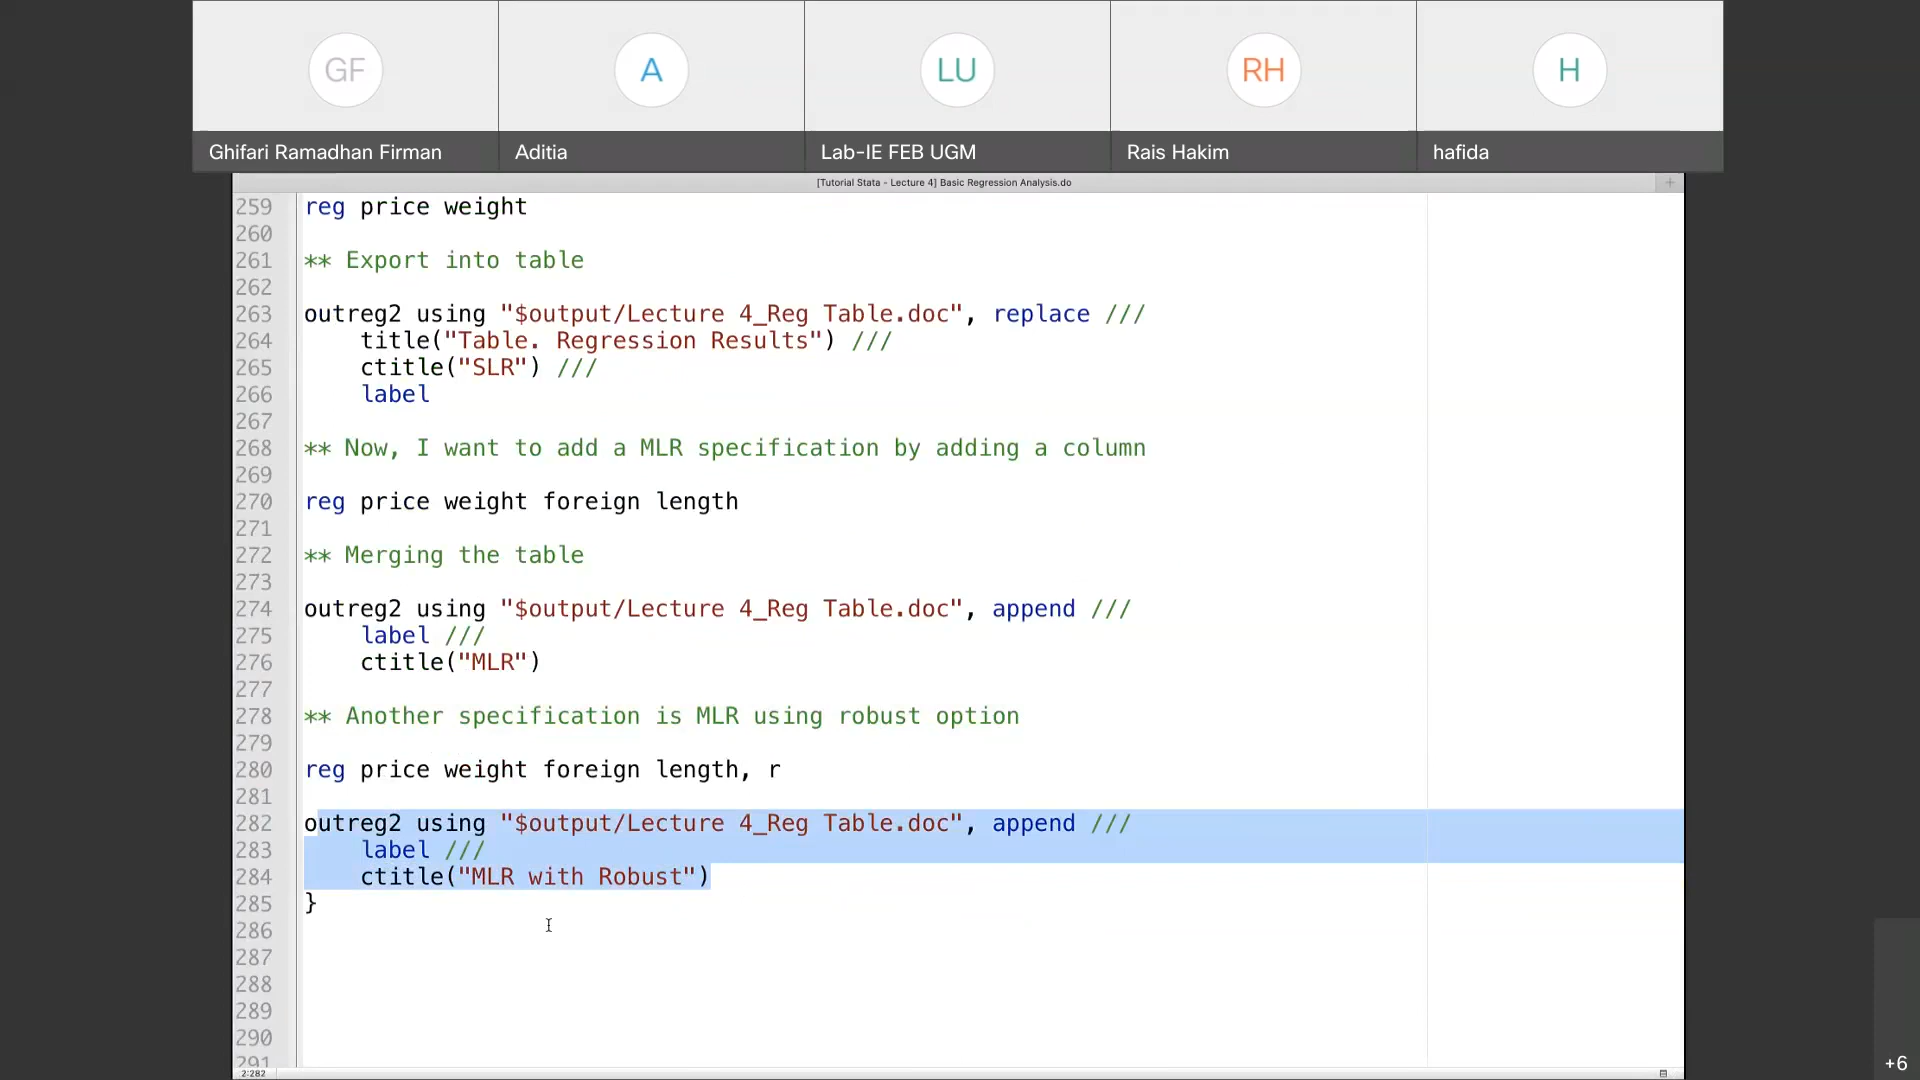 GF
A
LU
RH
H
Ghifari Ramadhan Firman
Aditia
Lab-IE FEB UGM
Rais Hakim
hafida
[Tutorial Stata - Lecture 4] Basic Regression Analysis.do
+
259 reg price weight
260
261 ** Export into table
262
263 outreg2 using "$output/Lecture 4_Reg Table.doc", replace ///
264 title("Table. Regression Results") ///
265 ctitle("SLR") ///
266 label
267
268 ** Now, I want to add a MLR specification by adding a column
269
270 reg price weight foreign length
271
272 ** Merging the table
273
274 outreg2 using "$output/Lecture 4_Reg Table.doc", append ///
275 label ///
276 ctitle("MLR")
277
278 ** Another specification is MLR using robust option
279
280 reg price weight foreign length, r
281
282 outreg2 using "$output/Lecture 4_Reg Table.doc", append ///
283 label ///
284 ctitle("MLR with Robust")
285 }
286
287
288
289
290
291
2:282
+6